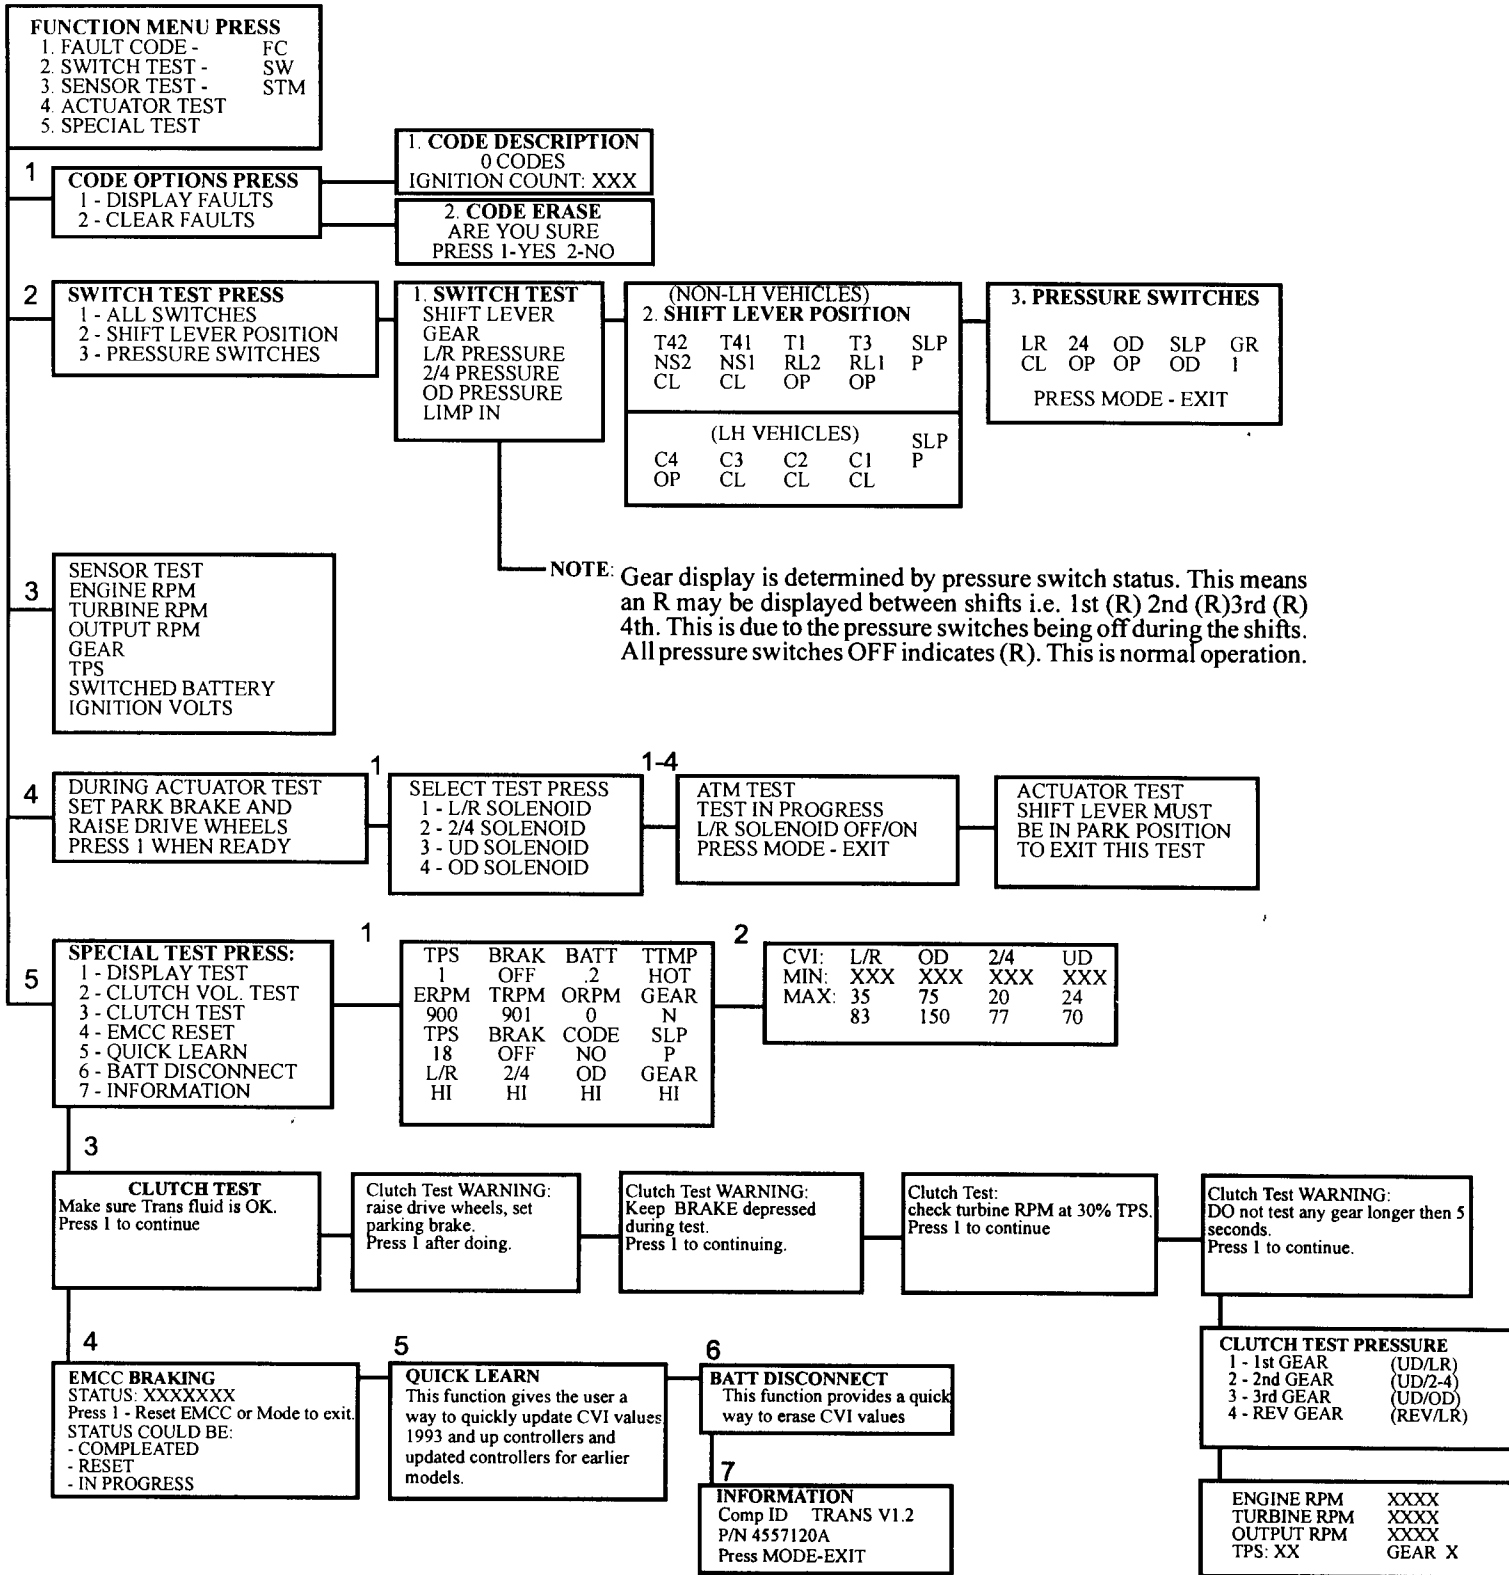 FUNCTION MENU PRESS
1. FAULT CODE - FC
2. SWITCH TEST - SW
3. SENSOR TEST - STM
4. ACTUATOR TEST
5. SPECIAL TEST
1
CODE OPTIONS PRESS
1 - DISPLAY FAULTS
2 - CLEAR FAULTS
1. CODE DESCRIPTION
0 CODES
IGNITION COUNT: XXX
2. CODE ERASE
ARE YOU SURE
PRESS 1-YES 2-NO
2
SWITCH TEST PRESS
1 - ALL SWITCHES
2 - SHIFT LEVER POSITION
3 - PRESSURE SWITCHES
1. SWITCH TEST
SHIFT LEVER
GEAR
L/R PRESSURE
2/4 PRESSURE
OD PRESSURE
LIMP IN
(NON-LH VEHICLES)
2. SHIFT LEVER POSITION
T42 T41 T1 T3 SLP
NS2 NS1 RL2 RL1 P
CL CL OP OP
(LH VEHICLES) SLP
C4 C3 C2 C1 P
OP CL CL CL
3. PRESSURE SWITCHES
LR 24 OD SLP GR
CL OP OP OD 1
PRESS MODE - EXIT
NOTE: Gear display is determined by pressure switch status. This means
an R may be displayed between shifts i.e. 1st (R) 2nd (R)3rd (R)
4th. This is due to the pressure switches being off during the shifts.
All pressure switches OFF indicates (R). This is normal operation.
3
SENSOR TEST
ENGINE RPM
TURBINE RPM
OUTPUT RPM
GEAR
TPS
SWITCHED BATTERY
IGNITION VOLTS
4
DURING ACTUATOR TEST
SET PARK BRAKE AND
RAISE DRIVE WHEELS
PRESS 1 WHEN READY
1
SELECT TEST PRESS
1 - L/R SOLENOID
2 - 2/4 SOLENOID
3 - UD SOLENOID
4 - OD SOLENOID
1-4
ATM TEST
TEST IN PROGRESS
L/R SOLENOID OFF/ON
PRESS MODE - EXIT
ACTUATOR TEST
SHIFT LEVER MUST
BE IN PARK POSITION
TO EXIT THIS TEST
5
SPECIAL TEST PRESS:
1 - DISPLAY TEST
2 - CLUTCH VOL. TEST
3 - CLUTCH TEST
4 - EMCC RESET
5 - QUICK LEARN
6 - BATT DISCONNECT
7 - INFORMATION
1
TPS BRAK BATT TTMP
1 OFF .2 HOT
ERPM TRPM ORPM GEAR
900 901 0 N
TPS BRAK CODE SLP
18 OFF NO P
L/R 2/4 OD GEAR
HI HI HI HI
2
CVI: L/R OD 2/4 UD
MIN: XXX XXX XXX XXX
MAX: 35 75 20 24
83 150 77 70
3
CLUTCH TEST
Make sure Trans fluid is OK.
Press 1 to continue
Clutch Test WARNING:
raise drive wheels, set
parking brake.
Press 1 after doing.
Clutch Test WARNING:
Keep BRAKE depressed
during test.
Press 1 to continuing.
Clutch Test:
check turbine RPM at 30% TPS.
Press 1 to continue
Clutch Test WARNING:
DO not test any gear longer then 5
seconds.
Press 1 to continue.
CLUTCH TEST PRESSURE
1 - 1st GEAR (UD/LR)
2 - 2nd GEAR (UD/2-4)
3 - 3rd GEAR (UD/OD)
4 - REV GEAR (REV/LR)
ENGINE RPM XXXX
TURBINE RPM XXXX
OUTPUT RPM XXXX
TPS: XX GEAR X
4
EMCC BRAKING
STATUS: XXXXXXX
Press 1 - Reset EMCC or Mode to exit.
STATUS COULD BE:
- COMPLEATED
- RESET
- IN PROGRESS
5
QUICK LEARN
This function gives the user a
way to quickly update CVI values
1993 and up controllers and
updated controllers for earlier
models.
6
BATT DISCONNECT
This function provides a quick
way to erase CVI values
7
INFORMATION
Comp ID TRANS V1.2
P/N 4557120A
Press MODE-EXIT